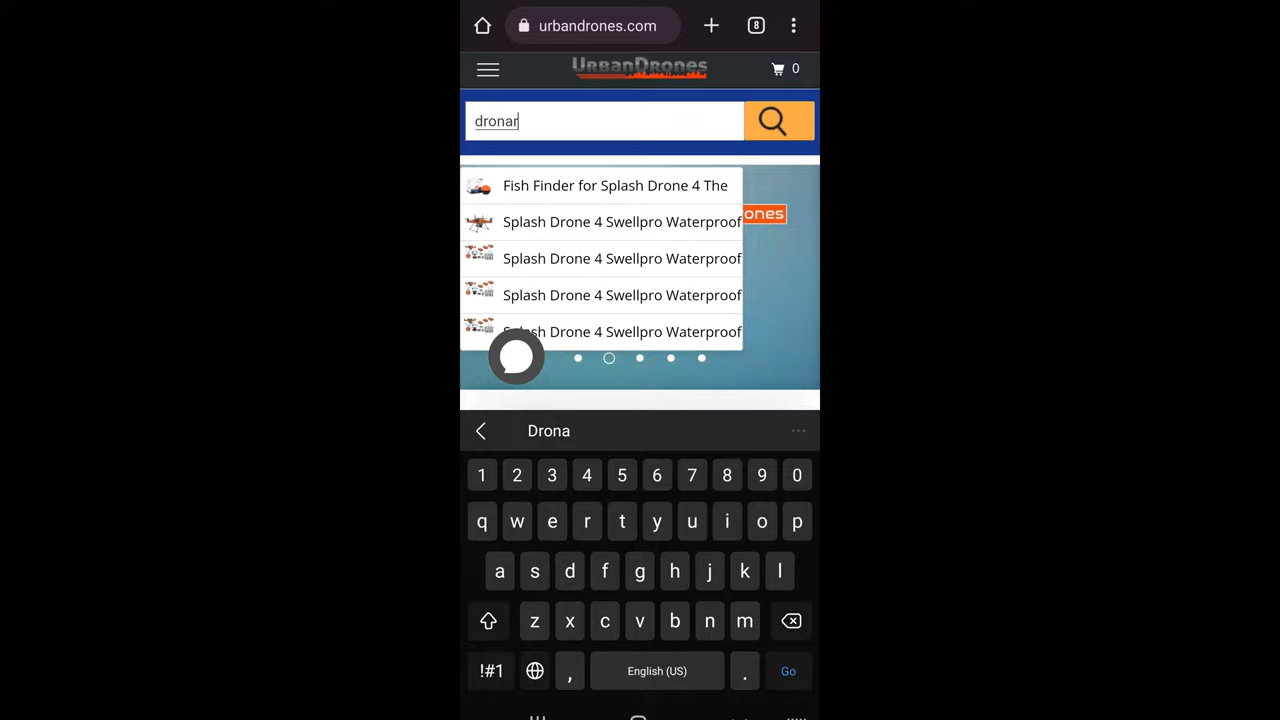 urbandrones.com
8
URBANDRONES
0
dronar
Fish Finder for Splash Drone 4 The
Splash Drone 4 Swellpro Waterproof
ones
Splash Drone 4 Swellpro Waterproof
Splash Drone 4 Swellpro Waterproof
Splash Drone 4 Swellpro Waterproof
Drona
1 2 3 4 5 6 7 8 9 0
q w e r t y u i o p
a s d f g h j k l
z x c v b n m
!#1 , English (US) . Go